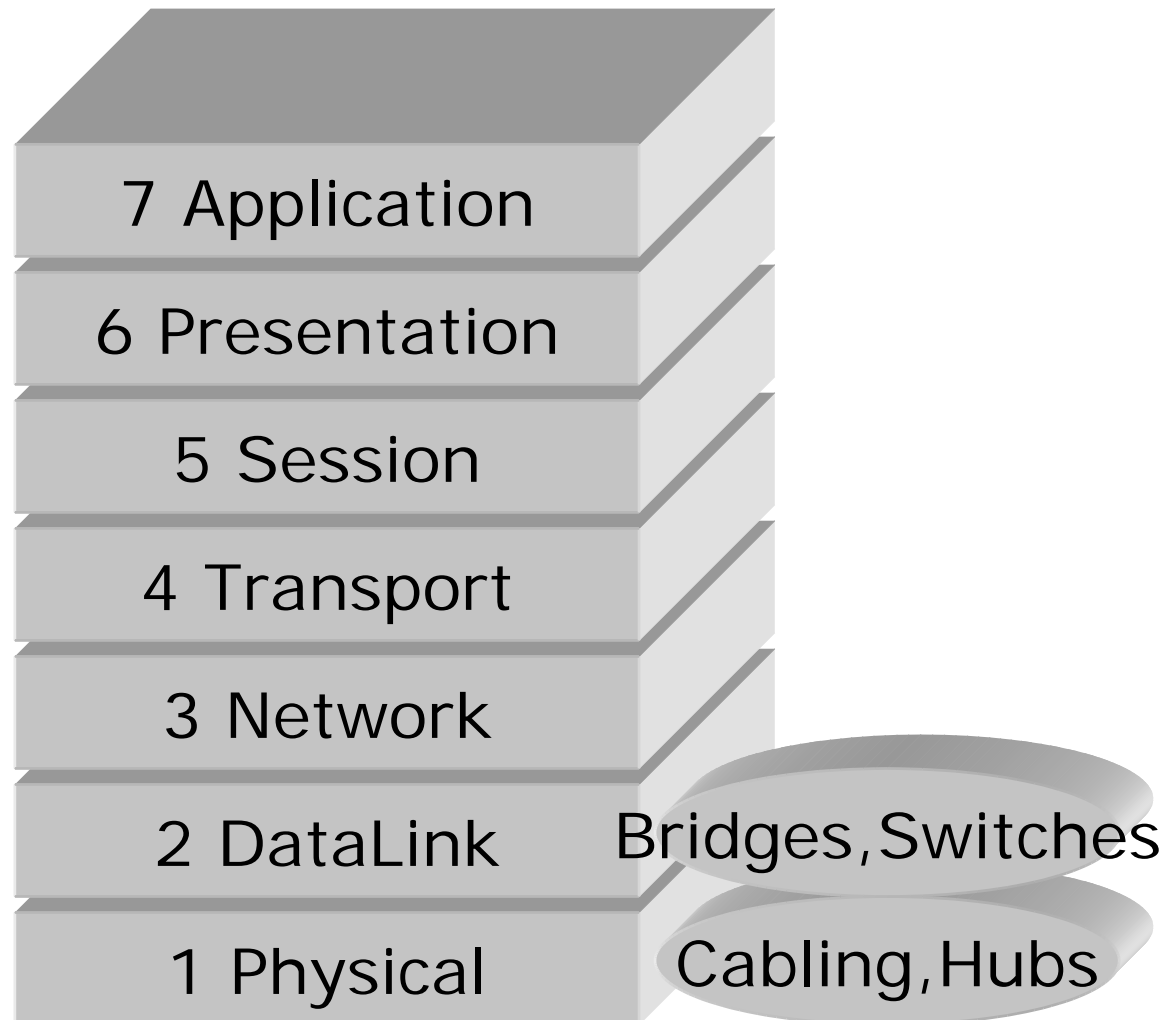 7 Application
6 Presentation
5 Session
4 Transport
3 Network
2 DataLink
Bridges,Switches
1 Physical
Cabling,Hubs